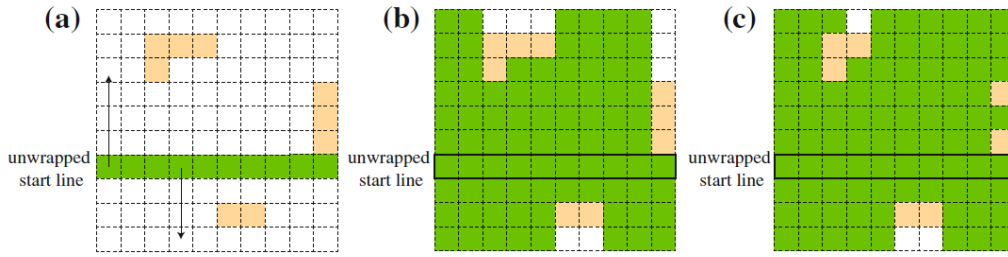 (a)
(b)
(c)
unwrapped
start line
unwrapped
start line
unwrapped
start line